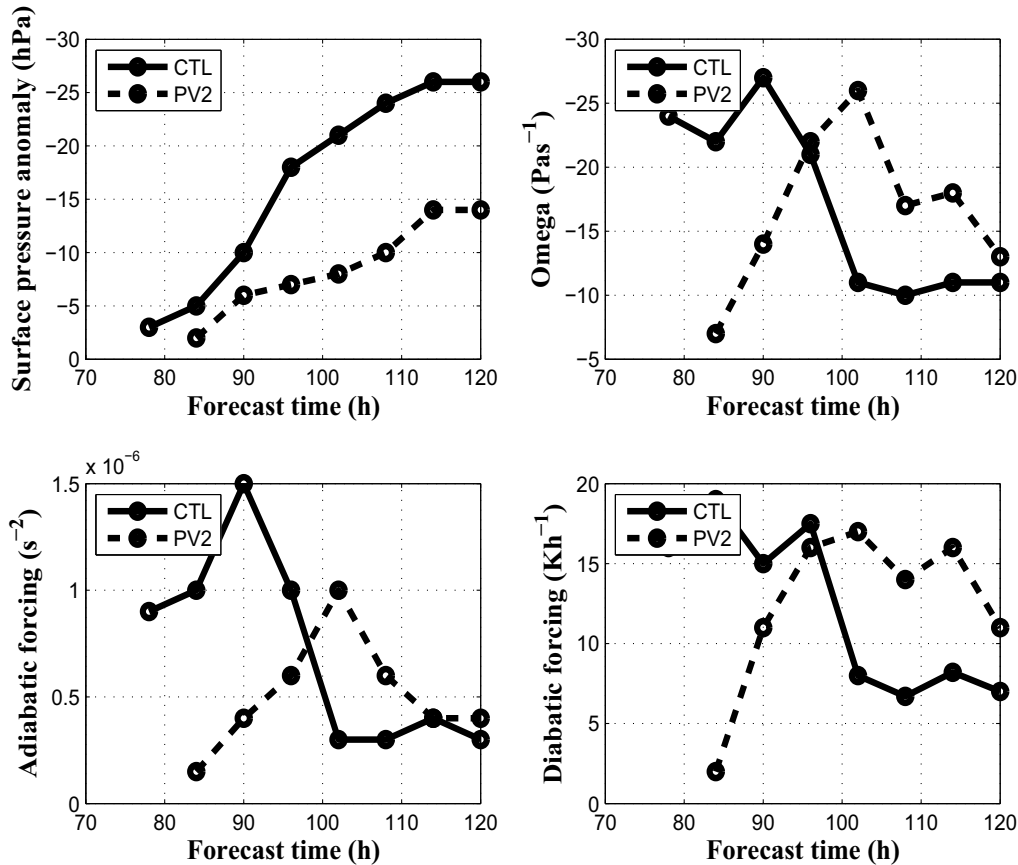 Surface pressure anomaly (hPa)
−30
−25
−20
−15
−10
−5
0
CTL
PV2
70 80 90 100 110 120
Forecast time (h)
Omega (Pas−1)
−30
−25
−20
−15
−10
−5
CTL
PV2
70 80 90 100 110 120
Forecast time (h)
Adiabatic forcing (s−2)
x 10−6
1.5
1
0.5
0
CTL
PV2
70 80 90 100 110 120
Forecast time (h)
Diabatic forcing (Kh−1)
20
15
10
5
0
CTL
PV2
70 80 90 100 110 120
Forecast time (h)